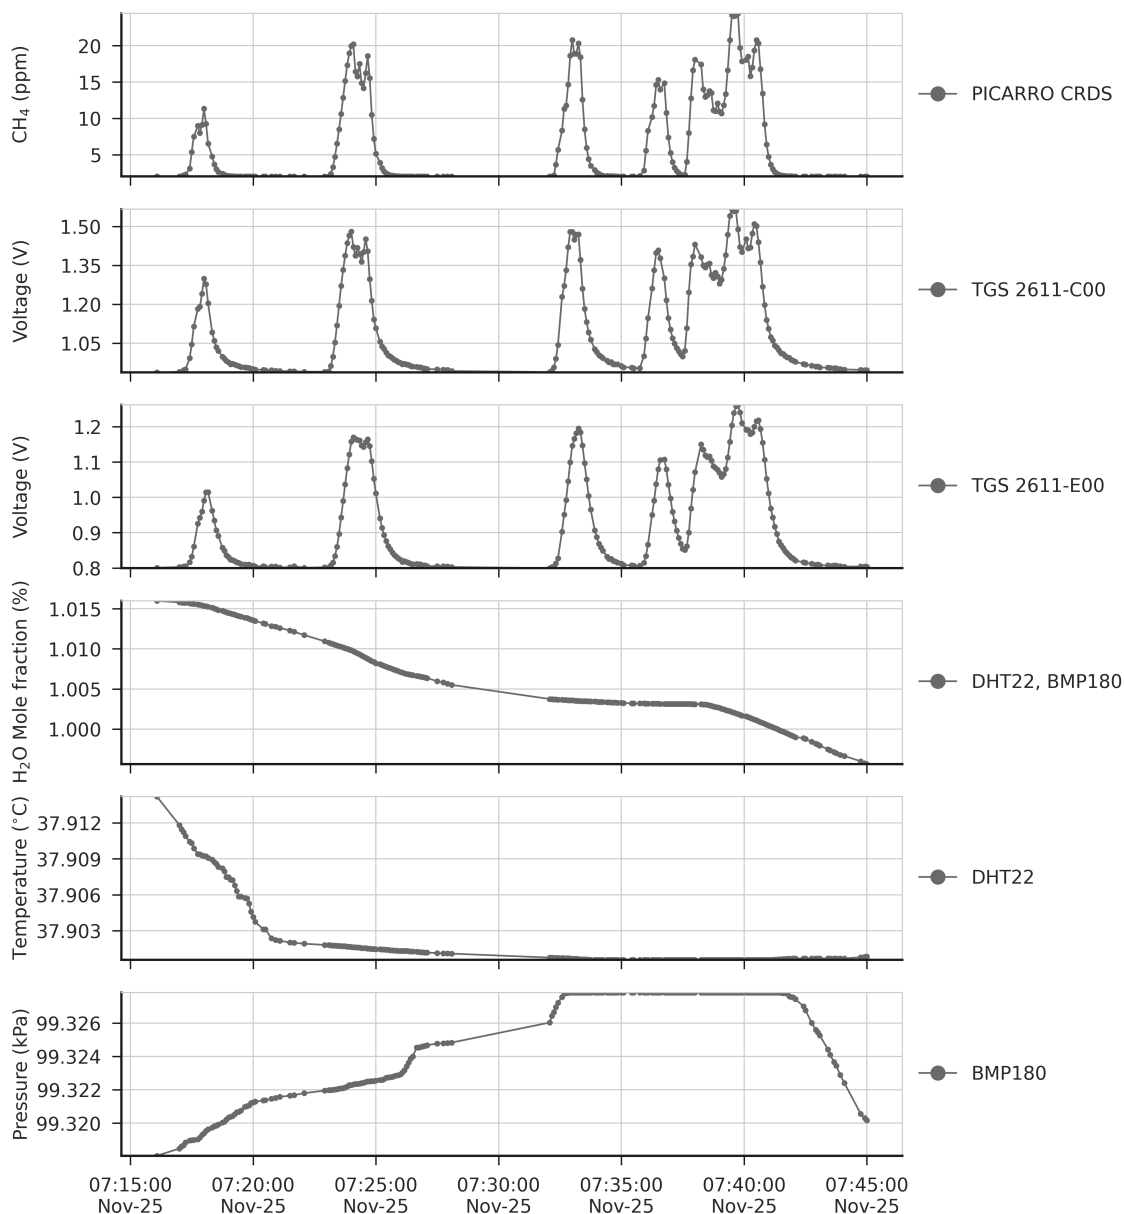 CH4 (ppm)
20
15
10
5
PICARRO CRDS
Voltage (V)
1.50
1.35
1.20
1.05
TGS 2611-C00
Voltage (V)
1.2
1.1
1.0
0.9
0.8
TGS 2611-E00
H2O Mole fraction (%)
1.015
1.010
1.005
1.000
DHT22, BMP180
Temperature (°C)
37.912
37.909
37.906
37.903
DHT22
Pressure (kPa)
99.326
99.324
99.322
99.320
BMP180
07:15:00 07:20:00 07:25:00 07:30:00 07:35:00 07:40:00 07:45:00
Nov-25 Nov-25 Nov-25 Nov-25 Nov-25 Nov-25 Nov-25